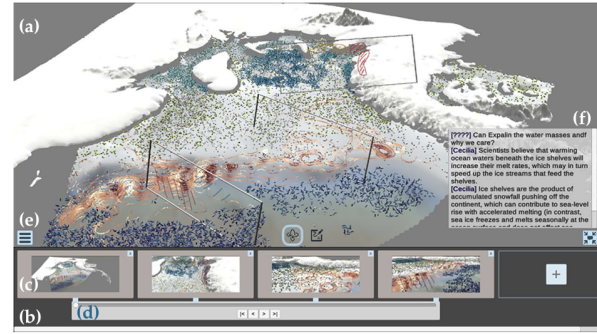 (a)
(f)
[????] Can Expalin the water masses andf
why we care?
[Cecilia] Scientists believe that warming
ocean waters beneath the ice shelves will
increase their melt rates, which may in turn
speed up the ice streams that feed the
shelves.
[Cecilia] Ice shelves are the product of
accumulated snowfall pushing off the
continent, which can contribute to sea-level
rise with accelerated melting (in contrast,
sea ice freezes and melts seasonally at the
(e)
(c)
(b)
(d)